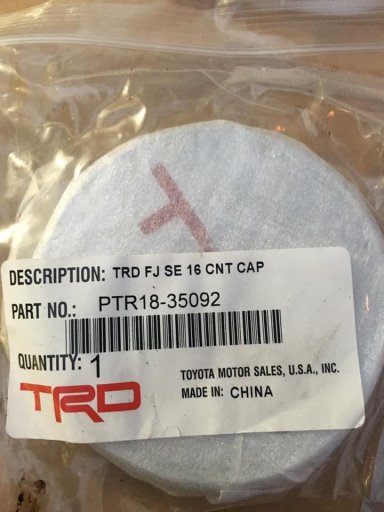 DESCRIPTION: TRD FJ SE 16 CNT CAP
PART NO.: PTR18-35092
QUANTITY: 1
TOYOTA MOTOR SALES, U.S.A., INC.
TRD
MADE IN: CHINA